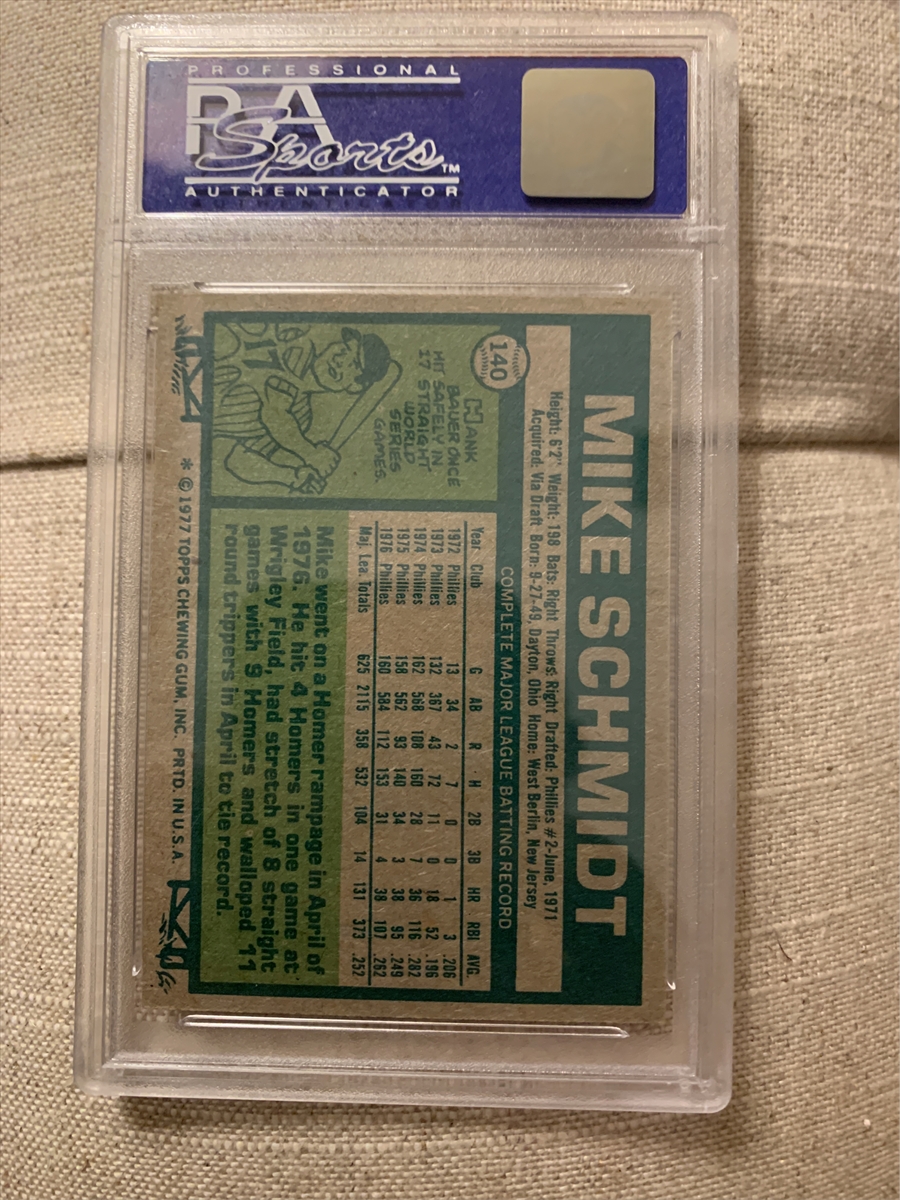 PROFESSIONAL
PSA
Sports™
AUTHENTICATOR
140
MIKE SCHMIDT
Height: 6'2" Weight: 198 Bats: Right Throws: Right Drafted: Phillies #2-June, 1971
Acquired: Via Draft Born: 9-27-49, Dayton, Ohio Home: West Berlin, New Jersey
COMPLETE MAJOR LEAGUE BATTING RECORD
Year Club G AB R H 2B 3B HR RBI AVG.
1972 Phillies 13 34 2 7 0 0 1 3 .206
1973 Phillies 132 367 43 72 11 0 18 52 .196
1974 Phillies 162 568 108 160 28 7 36 116 .282
1975 Phillies 158 562 93 140 34 3 38 95 .249
1976 Phillies 160 584 112 153 31 4 38 107 .262
Maj. Lea. Totals 625 2115 358 532 104 14 131 373 .252
HANK
BAUER ONCE
HIT SAFELY IN
17 STRAIGHT
WORLD
SERIES
GAMES.
17
Mike went on a Homer rampage in April of
1976. He hit 4 Homers in one game at
Wrigley Field, had stretch of 8 straight
games with 9 Homers and walloped 11
round trippers in April to tie record.
* © 1977 TOPPS CHEWING GUM, INC. PRTD. IN U.S.A.